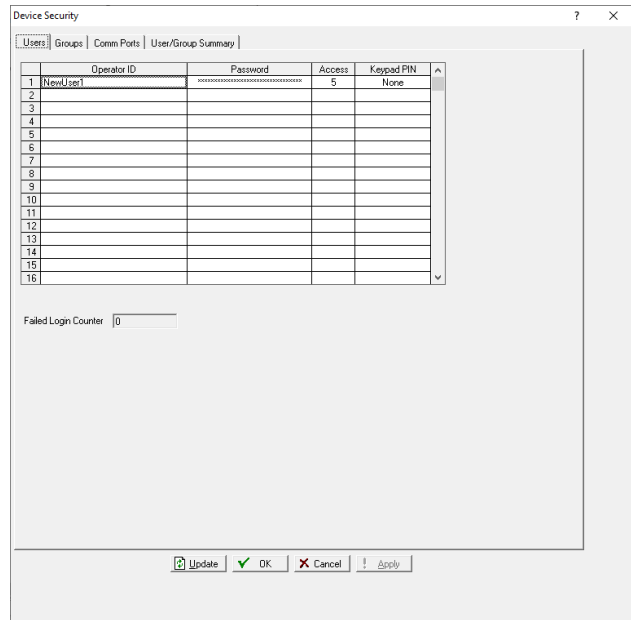 Device Security ? ×
Users Groups Comm Ports User/Group Summary
Operator ID Password Access Keypad PIN
1 NewUser1 xxxxxxxxxxxxxxxxxxxxxxxxxxxxxx 5 None
2
3
4
5
6
7
8
9
10
11
12
13
14
15
16
Failed Login Counter 0
Update OK Cancel ! Apply